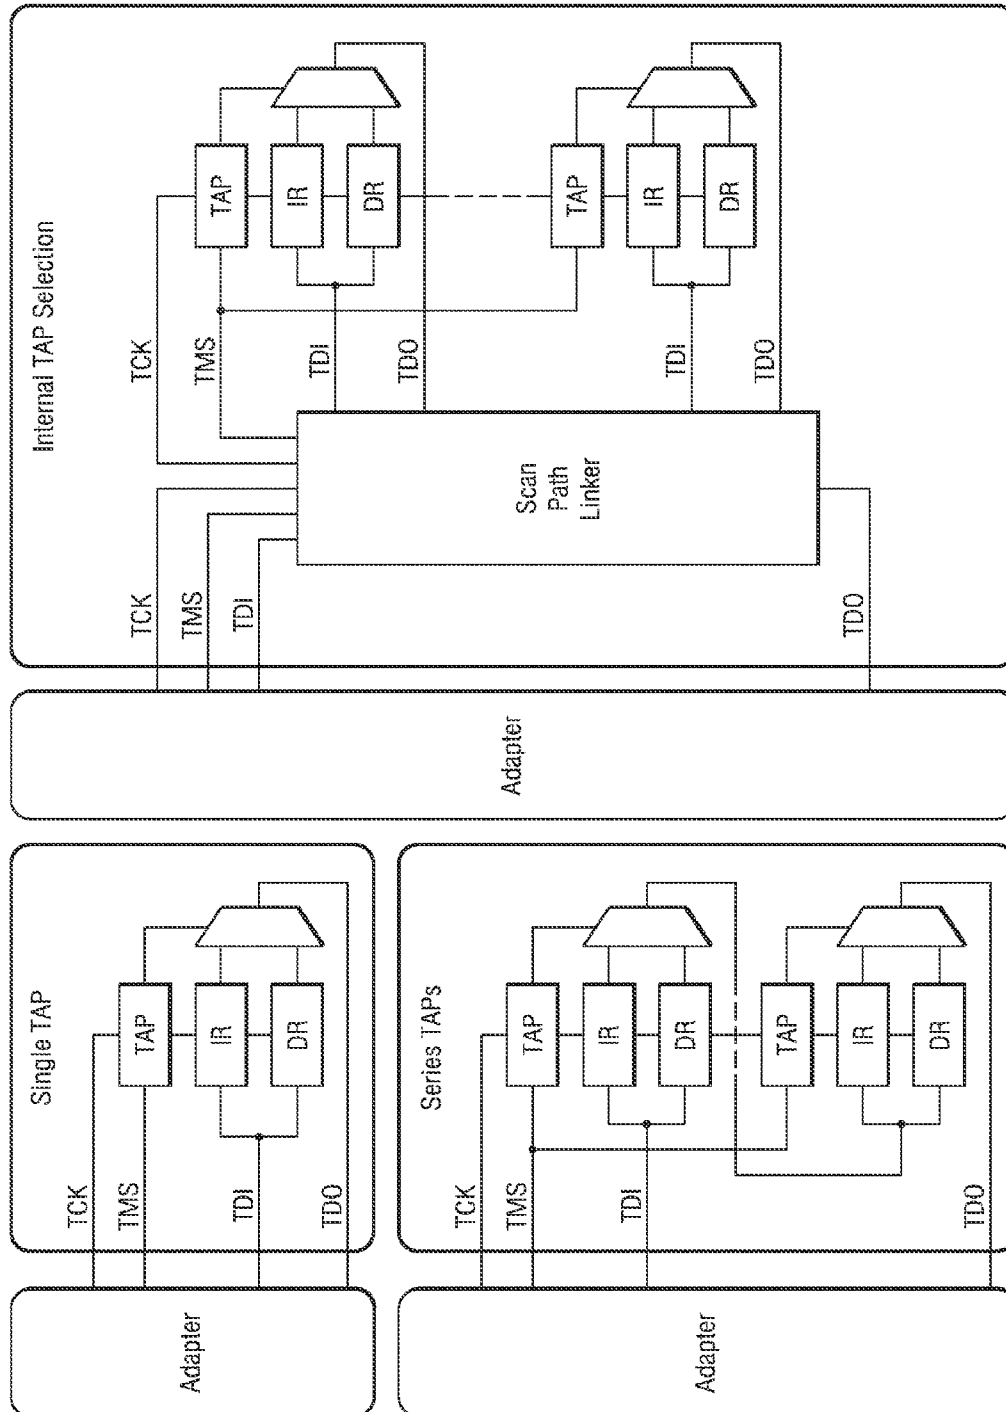 Single TAP
TCK
TMS
TDI
TDO
TAP
IR
DR
Adapter
Series TAPs
TCK
TMS
TDI
TDO
TAP
IR
DR
TAP
IR
DR
Adapter
Internal TAP Selection
Adapter
TCK
TMS
TDI
TDO
Scan
Path
Linker
TCK
TMS
TDI
TDO
TDI
TDO
TAP
IR
DR
TAP
IR
DR